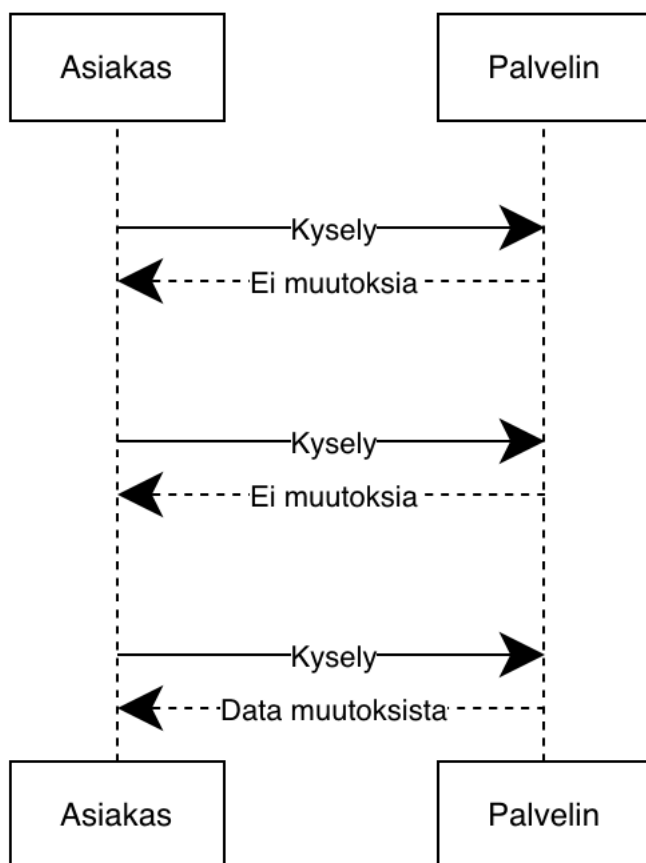 Asiakas
Palvelin
Kysely
Ei muutoksia
Kysely
Ei muutoksia
Kysely
Data muutoksista
Asiakas
Palvelin